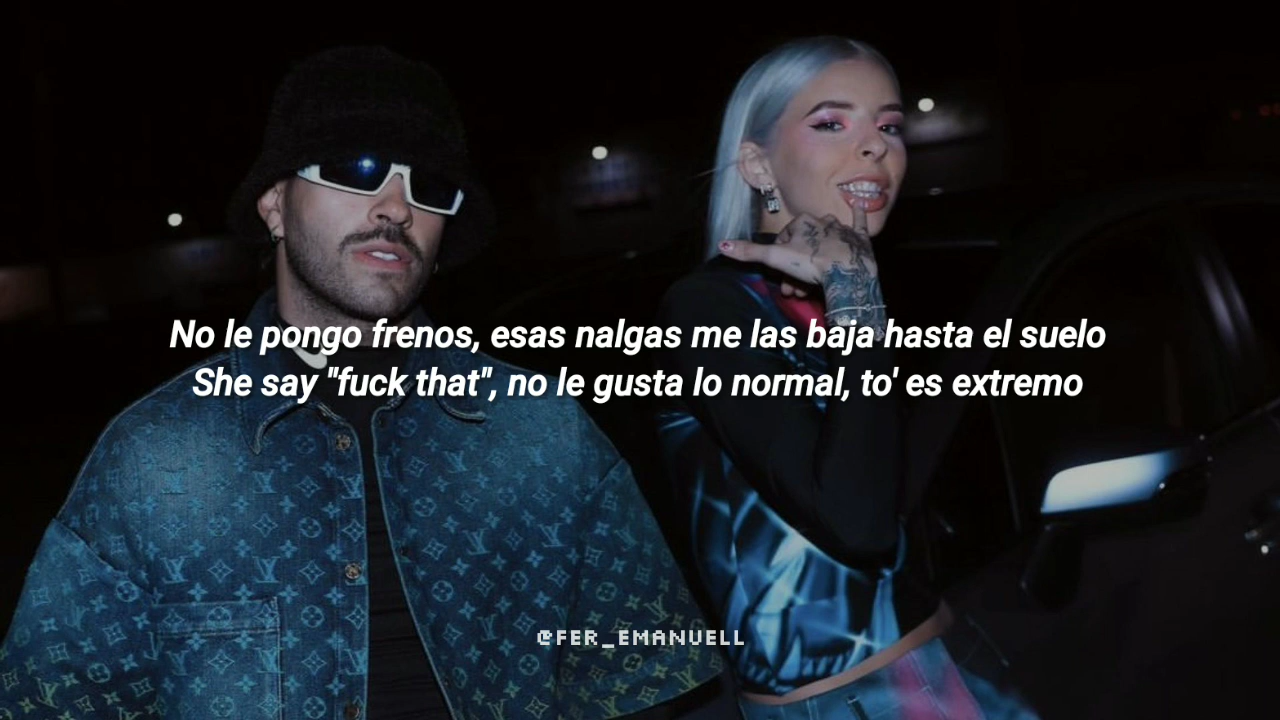 No le pongo frenos, esas nalgas me las baja hasta el suelo
She say "fuck that", no le gusta lo normal, to' es extremo
@FER_EMANUELL